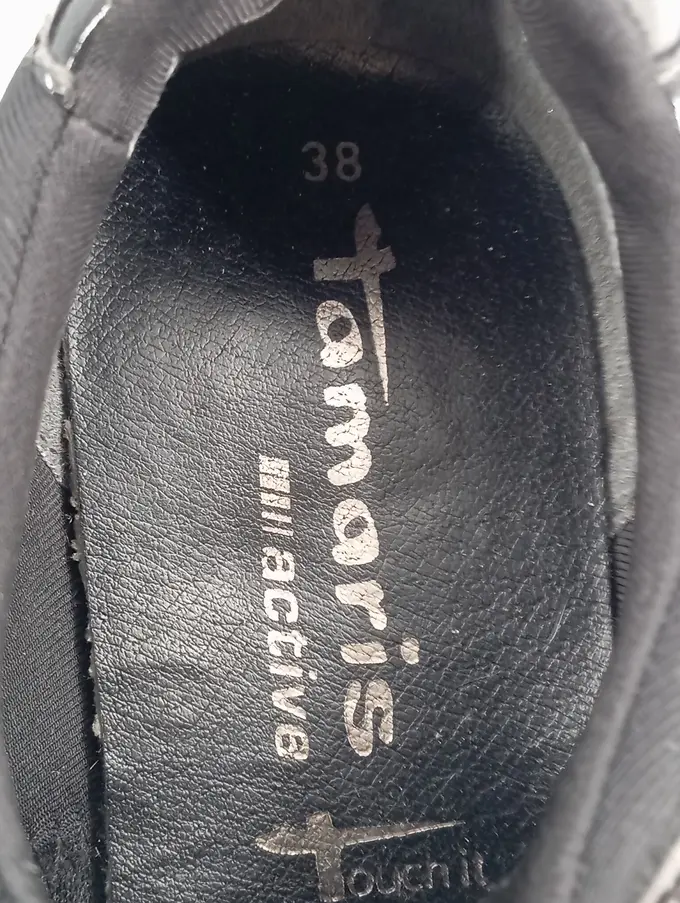 38
tamaris
active
touch it